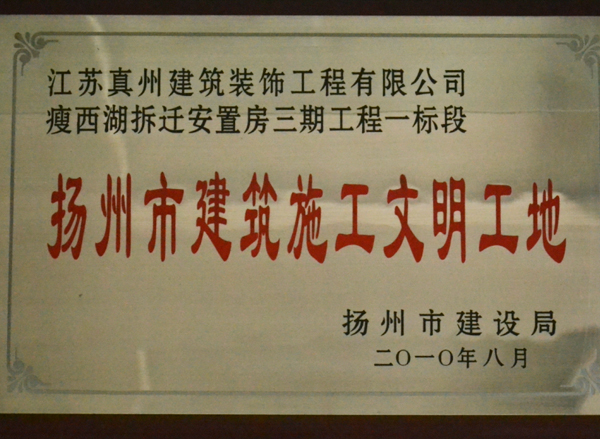 江苏真州建筑装饰工程有限公司
瘦西湖拆迁安置房三期工程一标段
扬州市建筑施工文明工地
扬州市建设局
二〇一〇年八月